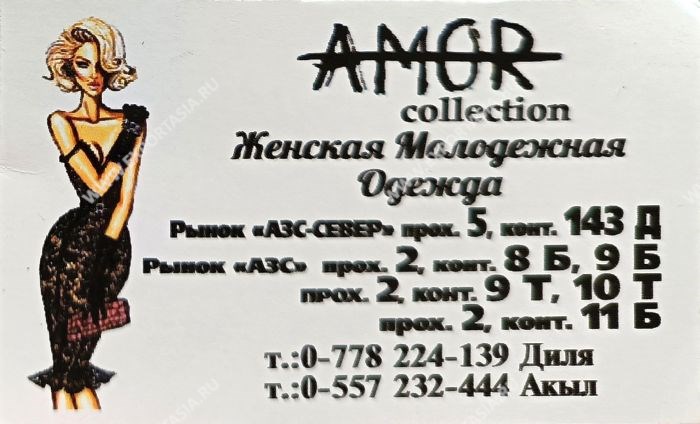 AMOR
collection
Женская Молодежная
Одежда
Рынок «АЗС-СЕВЕР» прох. 5, конт. 143 Д
Рынок «АЗС» прох. 2, конт. 8 Б, 9 Б
прох. 2, конт. 9 Т, 10 Т
прох. 2, конт. 11 Б
т.:0-778 224-139 Диля
т.:0-557 232-444 Акыл